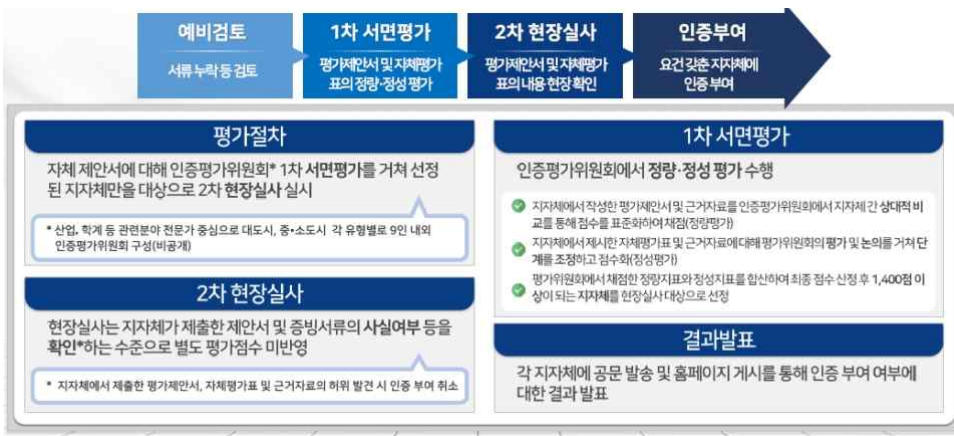 예비검토
서류 누락 등 검토
1차 서면평가
평가제안서 및 자체평가
표의 정량·정성 평가
2차 현장실사
평가제안서 및 자체평가
표의 내용 현장 확인
인증부여
요건 갖춘 지자체에
인증 부여
평가절차
자체 제안서에 대해 인증평가위원회* 1차 서면평가를 거쳐 선정
된 지자체만을 대상으로 2차 현장실사 실시
* 산업, 학계 등 관련분야 전문가 중심으로 대도시, 중·소도시 각 유형별로 9인 내외
인증평가위원회 구성(비공개)
2차 현장실사
현장실사는 지자체가 제출한 제안서 및 증빙서류의 사실여부 등을
확인*하는 수준으로 별도 평가점수 미반영
* 지자체에서 제출한 평가제안서, 자체평가표 및 근거자료의 허위 발견 시 인증 부여 취소
1차 서면평가
인증평가위원회에서 정량·정성 평가 수행
지자체에서 작성한 평가제안서 및 근거자료를 인증평가위원회에서 지자체 간 상대적 비
교를 통해 점수를 표준화하여 채점(정량평가)
지자체에서 제시한 자체평가표 및 근거자료에 대해 평가위원회의 평가 및 논의를 거쳐 단
계를 조정하고 점수화(정성평가)
평가위원회에서 채점한 정량지표와 정성지표를 합산하여 최종 점수 산정 후 1,400점 이
상이 되는 지자체를 현장실사 대상으로 선정
결과발표
각 지자체에 공문 발송 및 홈페이지 게시를 통해 인증 부여 여부에
대한 결과 발표